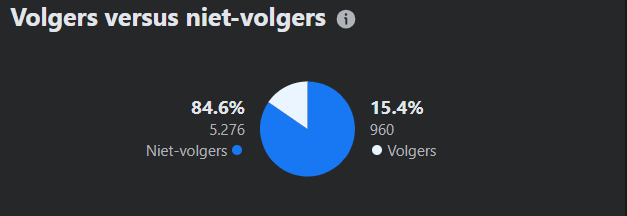 Volgers versus niet-volgers
84.6%
5.276
Niet-volgers
15.4%
960
Volgers